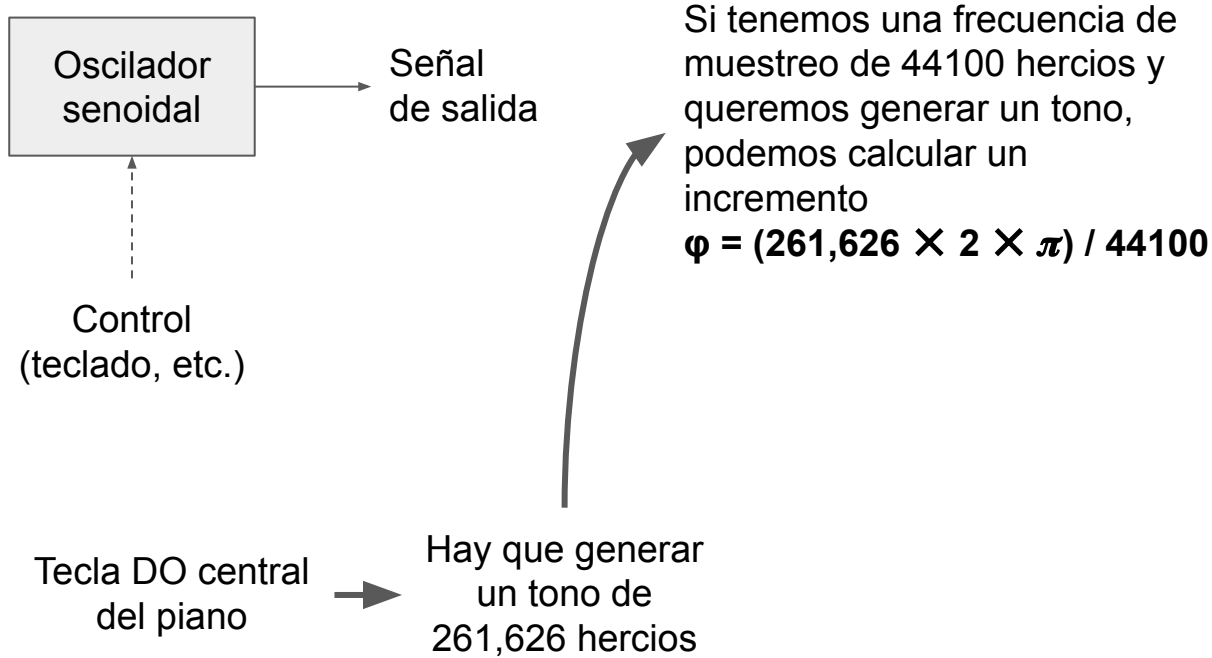 Oscilador
senoidal
Señal
de salida
Control
(teclado, etc.)
Si tenemos una frecuencia de
muestreo de 44100 hercios y
queremos generar un tono,
podemos calcular un
incremento
φ = (261,626 × 2 × π) / 44100
Tecla DO central
del piano
Hay que generar
un tono de
261,626 hercios